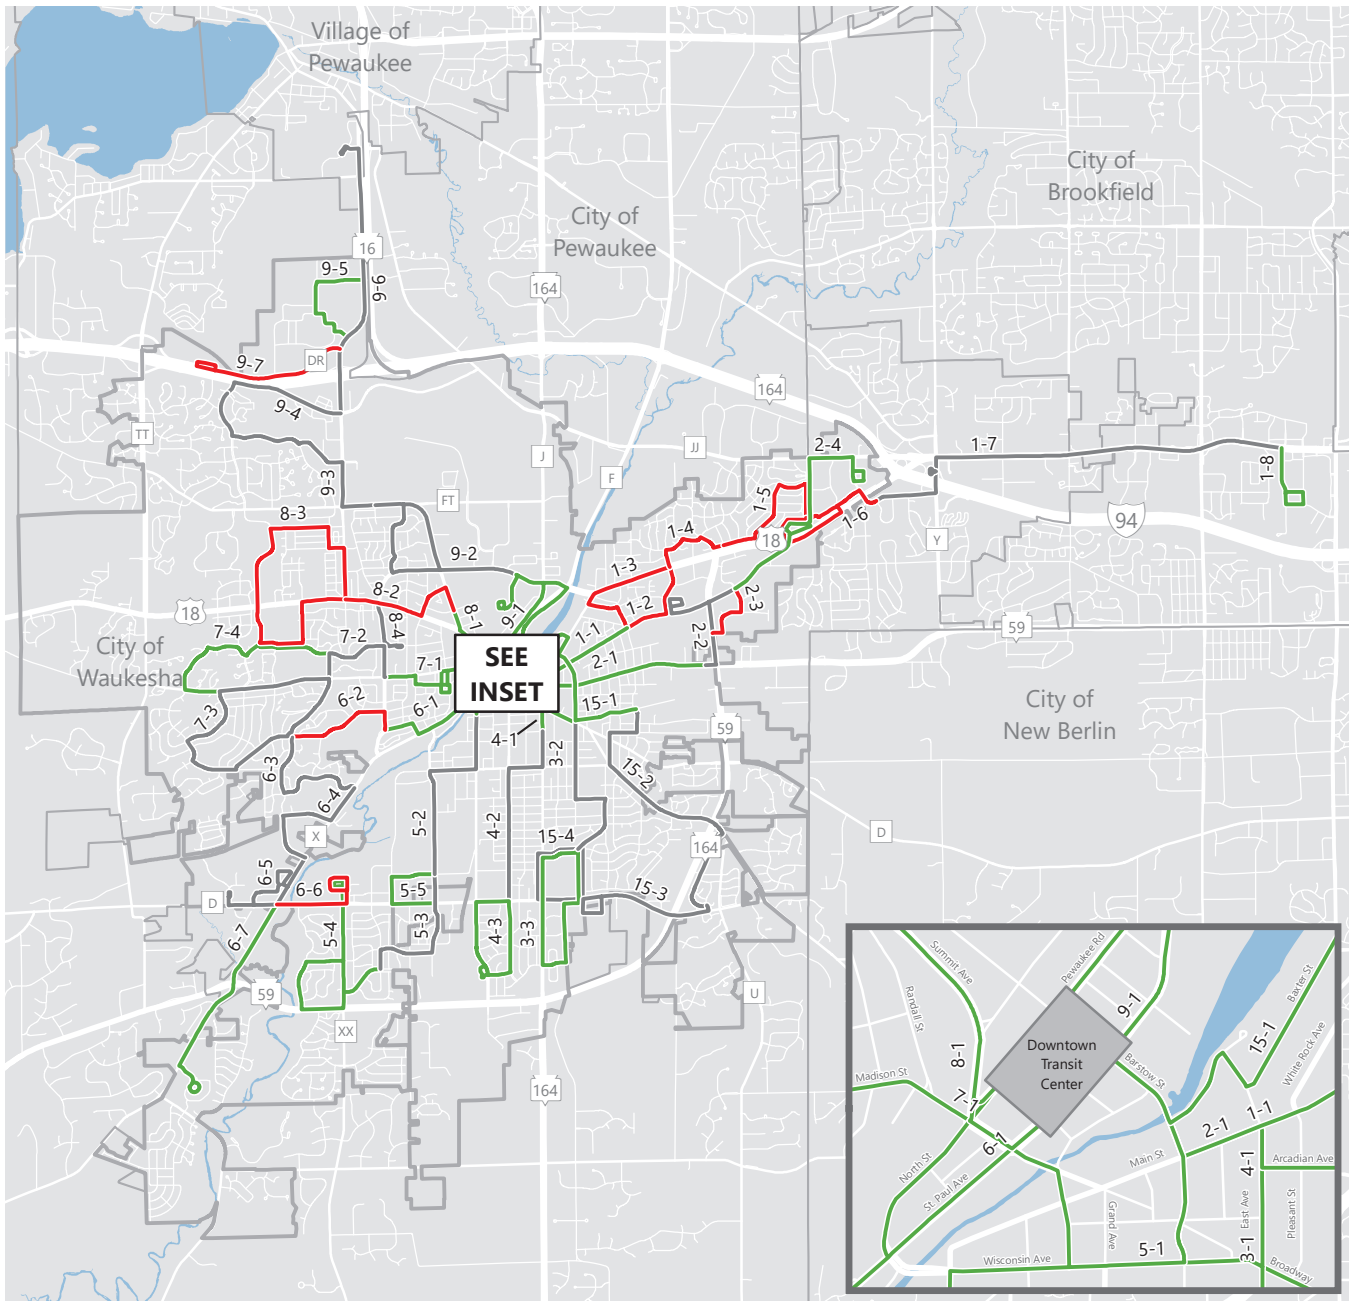 Village of
Pewaukee
City of
Brookfield
City of
Pewaukee
16
9-5
9-6
164
9-7
DR
164
9-4
TT
J
JJ
2-4
1-7
F
9-3
1-5
1-8
FT
8-3
1-4
18
1-6
94
Y
9-2
1-3
8-2
2-3
18
1-2
8-1
9-1
8-4
7-4
1-1
2-2
59
City of
Waukesha
7-2
SEE
INSET
2-1
7-1
City of
New Berlin
6-2
6-1
15-1
7-3
59
4-1
3-2
6-3
15-2
6-4
5-2
4-2
15-4
X
D
164
6-5
6-6
5-5
15-3
D
6-7
5-4
5-3
4-3
3-3
59
U
XX
164
Summit Ave
Pewaukee Rd
Randall St
9-1
Baxter St
8-1
Downtown
Transit
Center
15-1
Barstow St
White Rock Ave
Madison St
7-1
2-1
1-1
6-1
Main St
4-1
Arcadian Ave
North St
St. Paul Ave
Grand Ave
East Ave
Pleasant St
5-1
3-1
Wisconsin Ave
Broadway